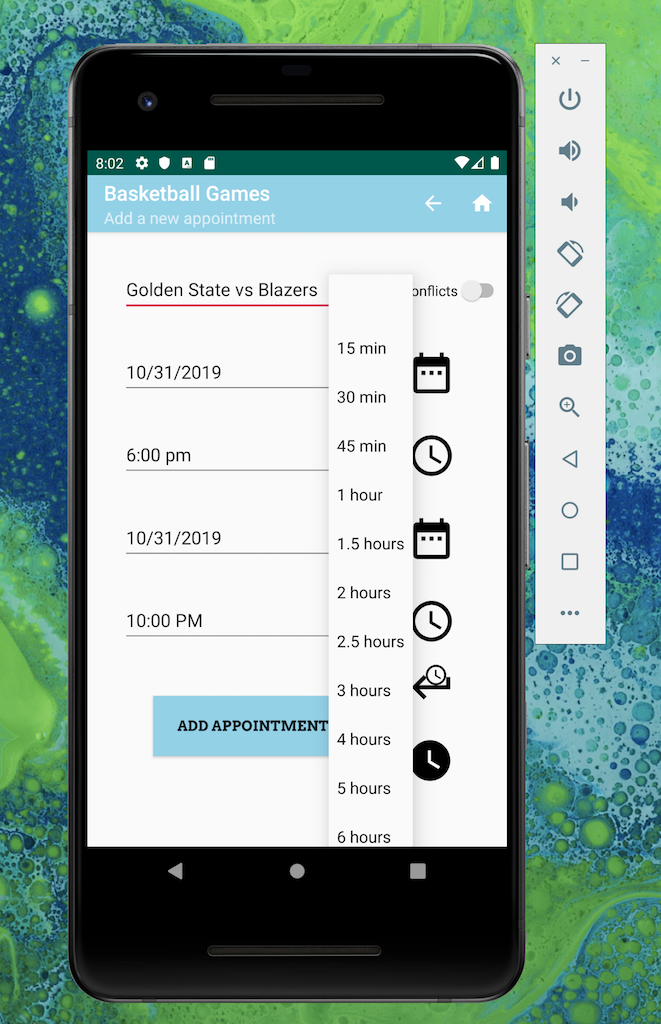 8:02
Basketball Games
Add a new appointment
Golden State vs Blazers
onflicts
15 min
10/31/2019
30 min
45 min
6:00 pm
1 hour
10/31/2019
1.5 hours
2 hours
10:00 PM
2.5 hours
3 hours
ADD APPOINTMENT
4 hours
5 hours
6 hours